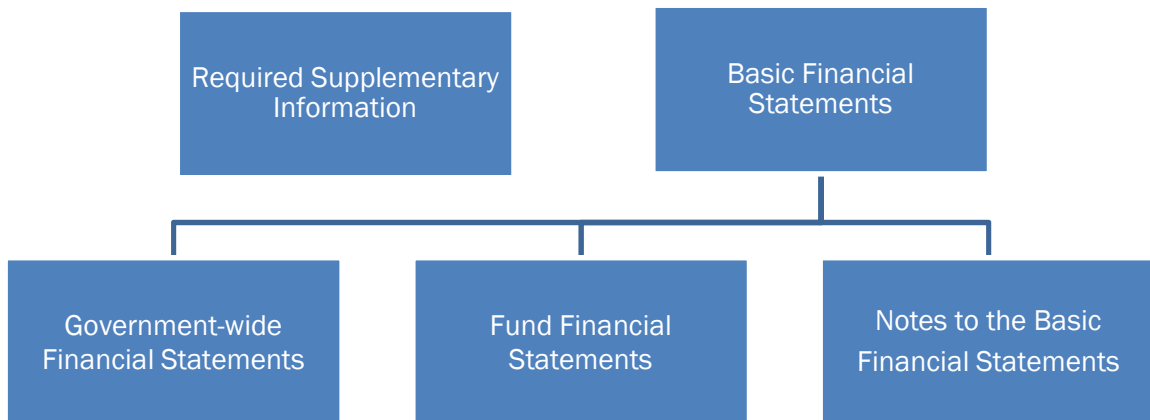 Required Supplementary
Information
Basic Financial
Statements
Government-wide
Financial Statements
Fund Financial
Statements
Notes to the Basic
Financial Statements